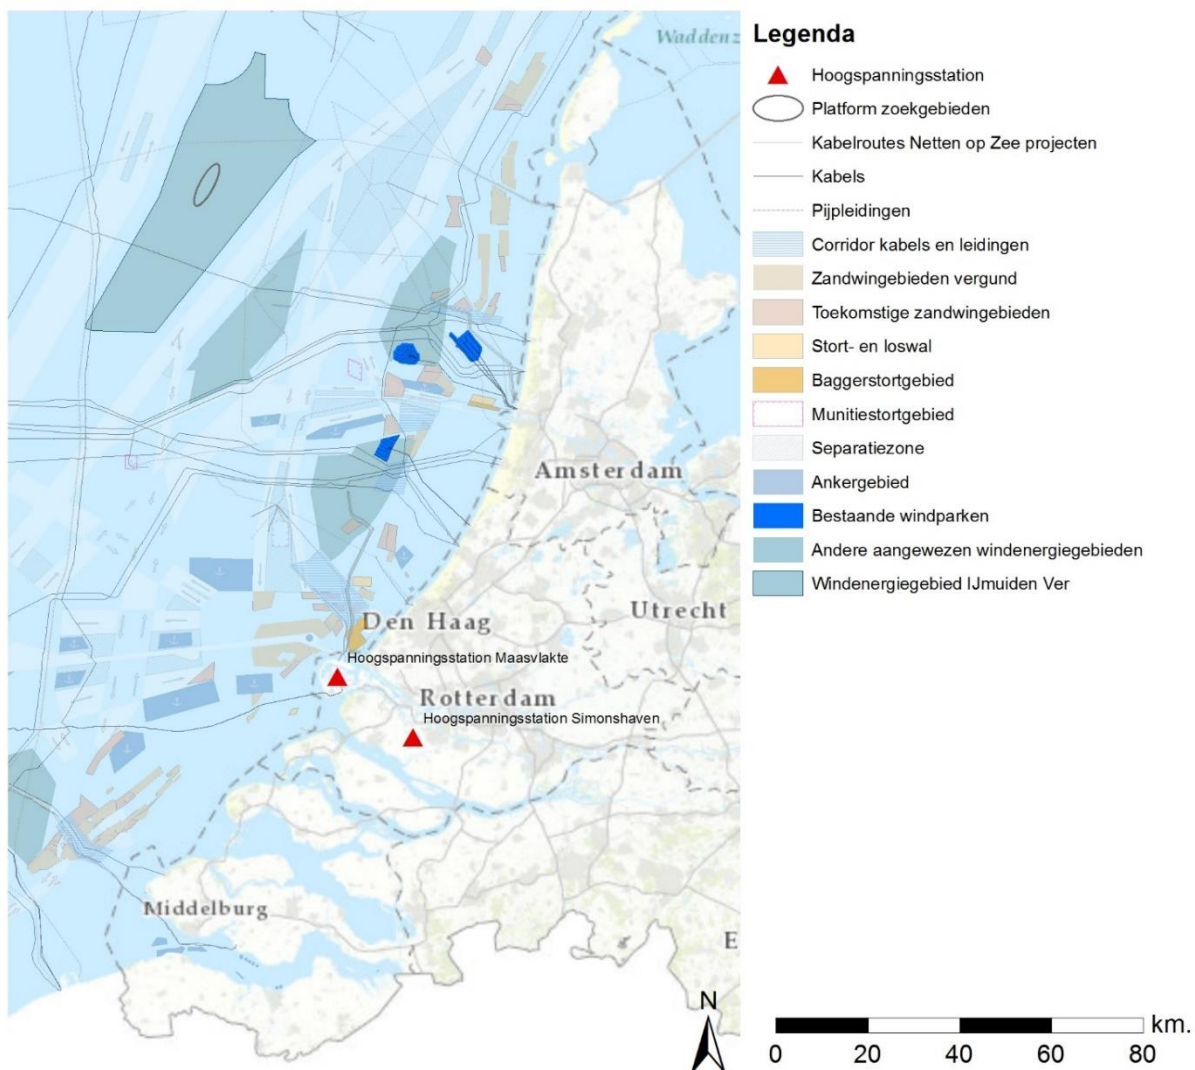 Waddenz
Amsterdam
Utrecht
Den Haag
Hoogspanningsstation Maasvlakte
Rotterdam
Hoogspanningsstation Simonshaven
Middelburg
E
N
Legenda
Hoogspanningsstation
Platform zoekgebieden
Kabelroutes Netten op Zee projecten
Kabels
Pijpleidingen
Corridor kabels en leidingen
Zandwingebieden vergund
Toekomstige zandwingebieden
Stort- en loswal
Baggerstortgebied
Munitiestortgebied
Separatiezone
Ankergebied
Bestaande windparken
Andere aangewezen windenergiegebieden
Windenergiegebied IJmuiden Ver
km.
0 20 40 60 80